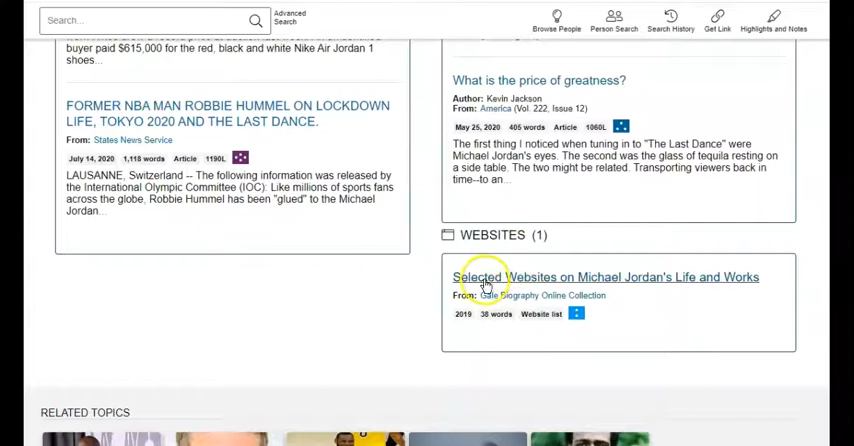 Search...
Advanced
Search
Browse People
Person Search
Search History
Get Link
Highlights and Notes
buyer paid $615,000 for the red, black and white Nike Air Jordan 1
shoes...
FORMER NBA MAN ROBBIE HUMMEL ON LOCKDOWN
LIFE, TOKYO 2020 AND THE LAST DANCE.
From: States News Service
July 14, 2020 1,118 words Article 1190L
LAUSANNE, Switzerland -- The following information was released by
the International Olympic Committee (IOC): Like millions of sports fans
across the globe, Robbie Hummel has been "glued" to the Michael
Jordan...
What is the price of greatness?
Author: Kevin Jackson
From: America (Vol. 222, Issue 12)
May 25, 2020 405 words Article 1060L
The first thing I noticed when tuning in to "The Last Dance" were
Michael Jordan's eyes. The second was the glass of tequila resting on
a side table. The two might be related. Transporting viewers back in
time--to an...
WEBSITES (1)
Selected Websites on Michael Jordan's Life and Works
From: Gale Biography Online Collection
2019 38 words Website list
RELATED TOPICS